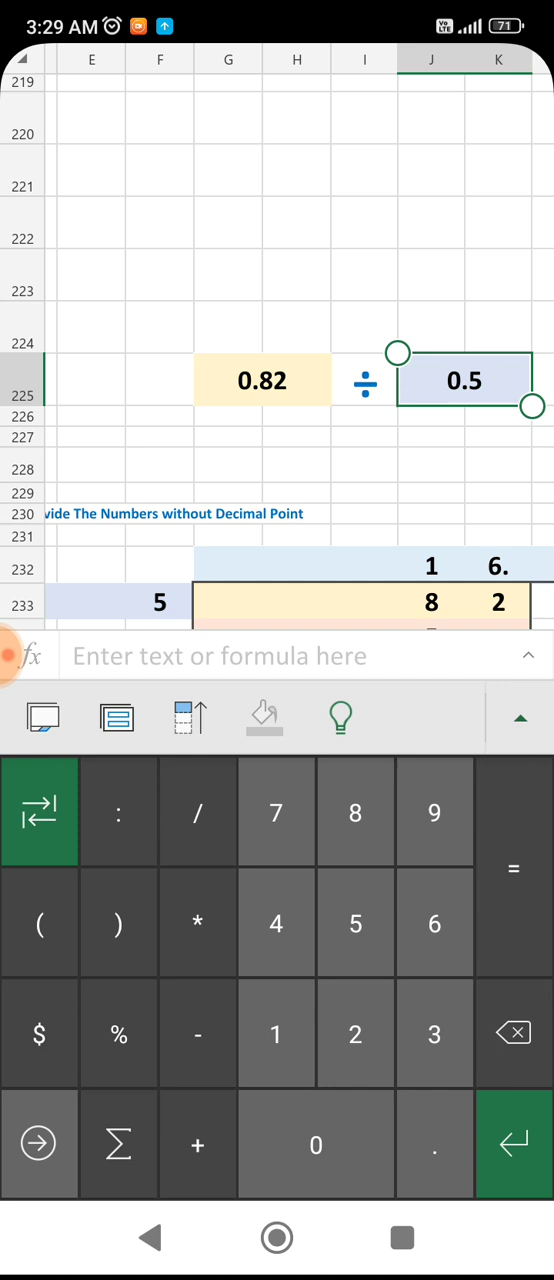 3:29 AM
Vo LTE
71
E F G H I J K
219
220
221
222
223
224
0.82 ÷ 0.5
225
226
227
228
229
230 vide The Numbers without Decimal Point
231
232 1 6.
233 5 8 2
fx Enter text or formula here
: / 7 8 9
=
( ) * 4 5 6
$ % - 1 2 3
Σ + 0 .